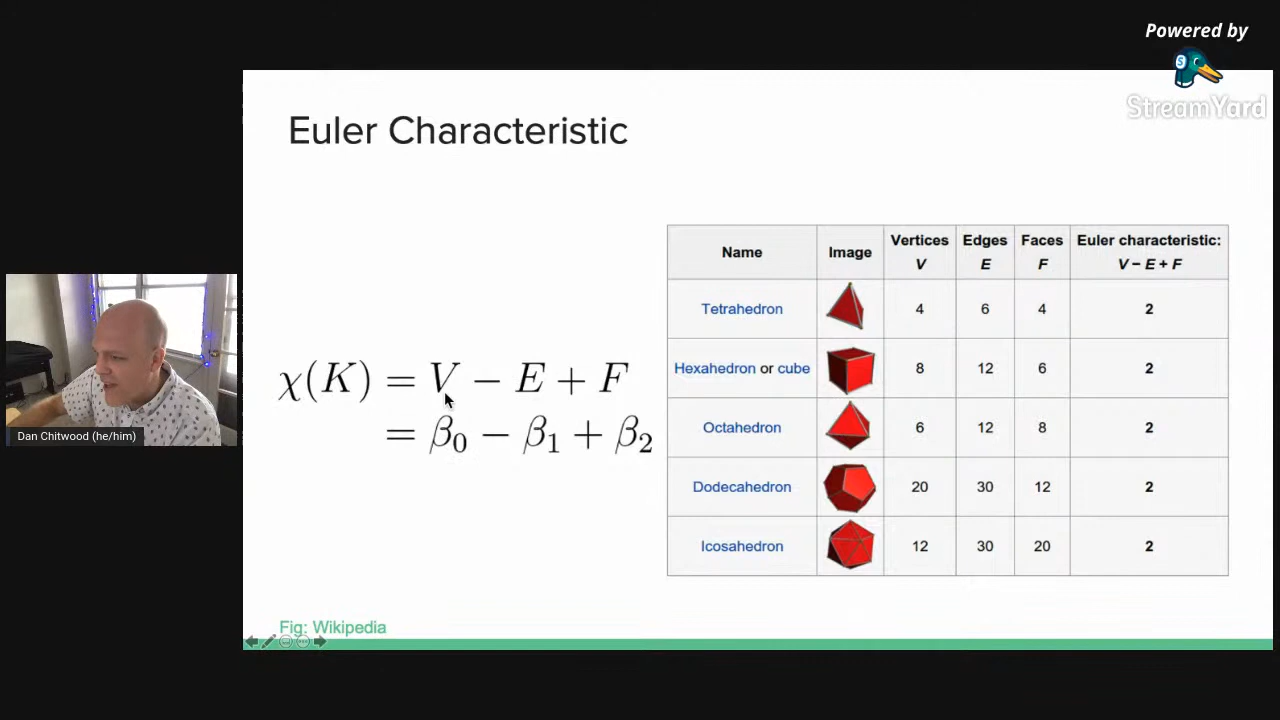 Powered by
S
StreamYard
Euler Characteristic
χ(K) = V − E + F
= β₀ − β₁ + β₂
Name Image Vertices Edges Faces Euler characteristic:
V E F V − E + F
Tetrahedron 4 6 4 2
Hexahedron or cube 8 12 6 2
Octahedron 6 12 8 2
Dodecahedron 20 30 12 2
Icosahedron 12 30 20 2
Dan Chitwood (he/him)
Fig: Wikipedia